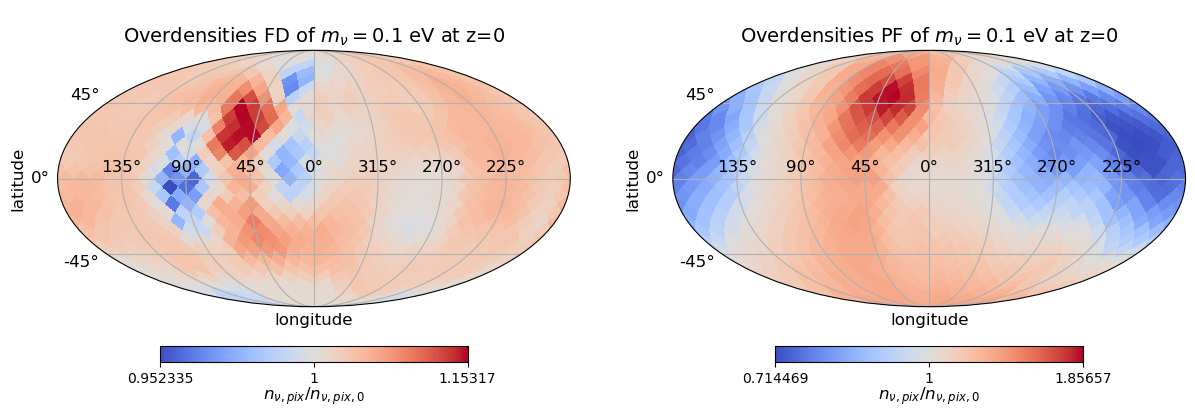 Overdensities FD of $m_\nu = 0.1$ eV at z=0
45°
0°
-45°
latitude
135° 90° 45° 0° 315° 270° 225°
longitude
0.952335 1 1.15317
$n_{\nu,pix}/n_{\nu,pix,0}$
Overdensities PF of $m_\nu = 0.1$ eV at z=0
45°
0°
-45°
latitude
135° 90° 45° 0° 315° 270° 225°
longitude
0.714469 1 1.85657
$n_{\nu,pix}/n_{\nu,pix,0}$